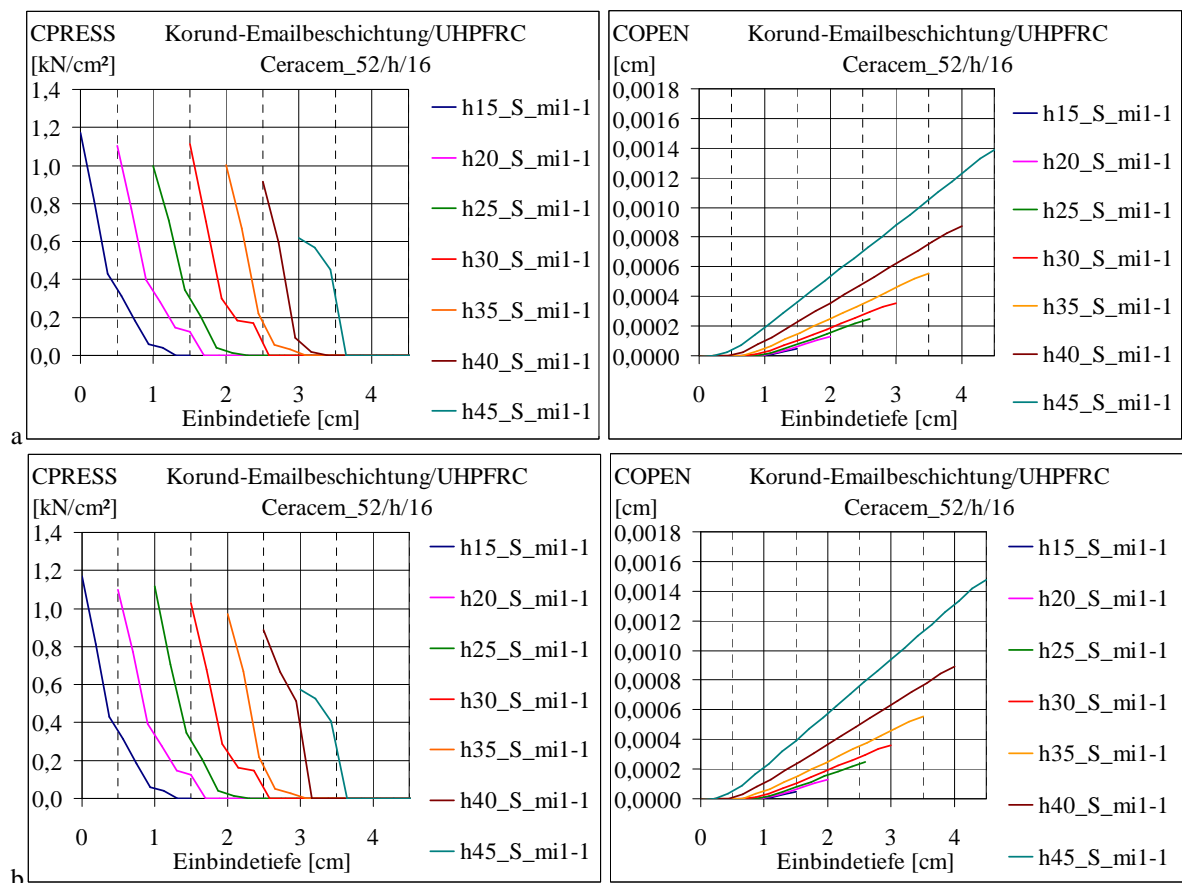 CPRESS Korund-Emailbeschichtung/UHPFRC
[kN/cm²] Ceracem_52/h/16
1,4
1,2
1,0
0,8
0,6
0,4
0,2
0,0
0 1 2 3 4
Einbindetiefe [cm]
h15_S_mi1-1
h20_S_mi1-1
h25_S_mi1-1
h30_S_mi1-1
h35_S_mi1-1
h40_S_mi1-1
h45_S_mi1-1
COPEN Korund-Emailbeschichtung/UHPFRC
[cm] Ceracem_52/h/16
0,0018
0,0016
0,0014
0,0012
0,0010
0,0008
0,0006
0,0004
0,0002
0,0000
0 1 2 3 4
Einbindetiefe [cm]
h15_S_mi1-1
h20_S_mi1-1
h25_S_mi1-1
h30_S_mi1-1
h35_S_mi1-1
h40_S_mi1-1
h45_S_mi1-1
a
CPRESS Korund-Emailbeschichtung/UHPFRC
[kN/cm²] Ceracem_52/h/16
1,4
1,2
1,0
0,8
0,6
0,4
0,2
0,0
0 1 2 3 4
Einbindetiefe [cm]
h15_S_mi1-1
h20_S_mi1-1
h25_S_mi1-1
h30_S_mi1-1
h35_S_mi1-1
h40_S_mi1-1
h45_S_mi1-1
COPEN Korund-Emailbeschichtung/UHPFRC
[cm] Ceracem_52/h/16
0,0018
0,0016
0,0014
0,0012
0,0010
0,0008
0,0006
0,0004
0,0002
0,0000
0 1 2 3 4
Einbindetiefe [cm]
h15_S_mi1-1
h20_S_mi1-1
h25_S_mi1-1
h30_S_mi1-1
h35_S_mi1-1
h40_S_mi1-1
h45_S_mi1-1
b